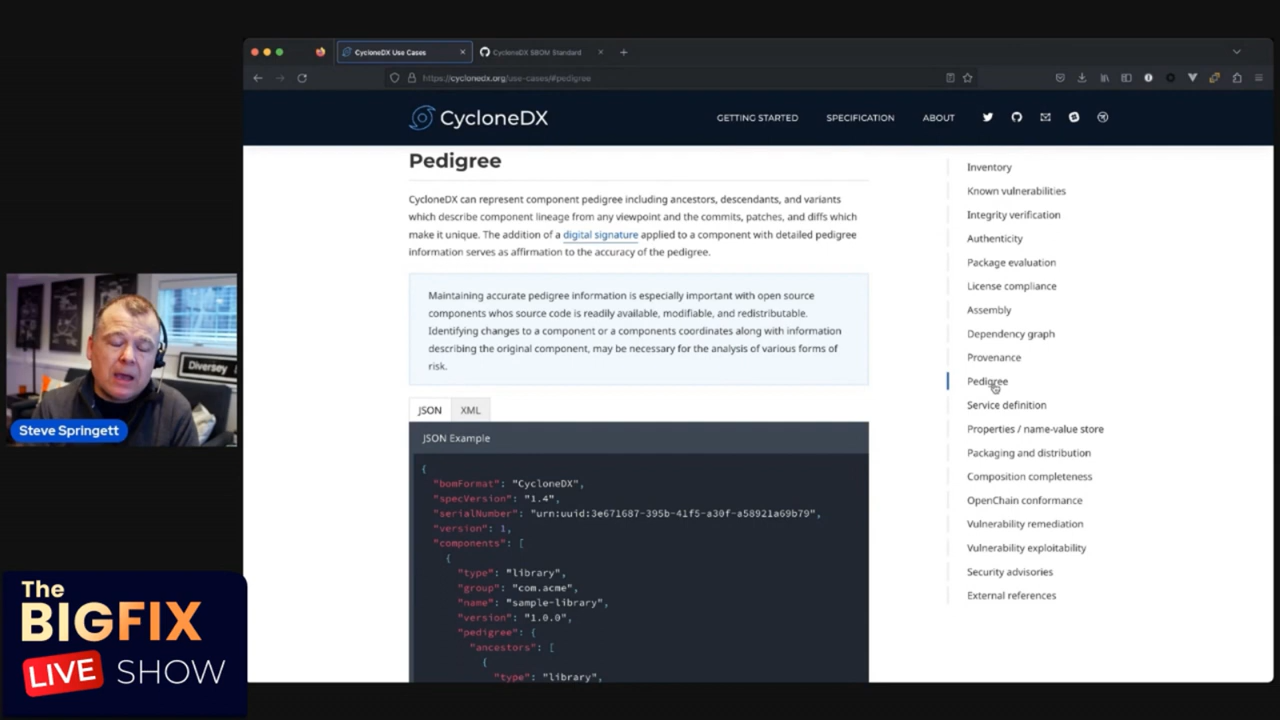 CycloneDX Use Cases
CycloneDX SBOM Standard
https://cyclonedx.org/use-cases/#pedigree
CycloneDX
GETTING STARTED
SPECIFICATION
ABOUT
Pedigree
CycloneDX can represent component pedigree including ancestors, descendants, and variants
which describe component lineage from any viewpoint and the commits, patches, and diffs which
make it unique. The addition of a digital signature applied to a component with detailed pedigree
information serves as affirmation to the accuracy of the pedigree.
Maintaining accurate pedigree information is especially important with open source
components whos source code is readily available, modifiable, and redistributable.
Identifying changes to a component or a components coordinates along with information
describing the original component, may be necessary for the analysis of various forms of
risk.
JSON
XML
JSON Example
{
"bomFormat": "CycloneDX",
"specVersion": "1.4",
"serialNumber": "urn:uuid:3e671687-395b-41f5-a30f-a58921a69b79",
"version": 1,
"components": [
{
"type": "library",
"group": "com.acme",
"name": "sample-library",
"version": "1.0.0",
"pedigree": {
"ancestors": [
{
"type": "library",
Inventory
Known vulnerabilities
Integrity verification
Authenticity
Package evaluation
License compliance
Assembly
Dependency graph
Provenance
Pedigree
Service definition
Properties / name-value store
Packaging and distribution
Composition completeness
OpenChain conformance
Vulnerability remediation
Vulnerability exploitability
Security advisories
External references
Diversey
Steve Springett
The
BIGFIX
LIVE SHOW